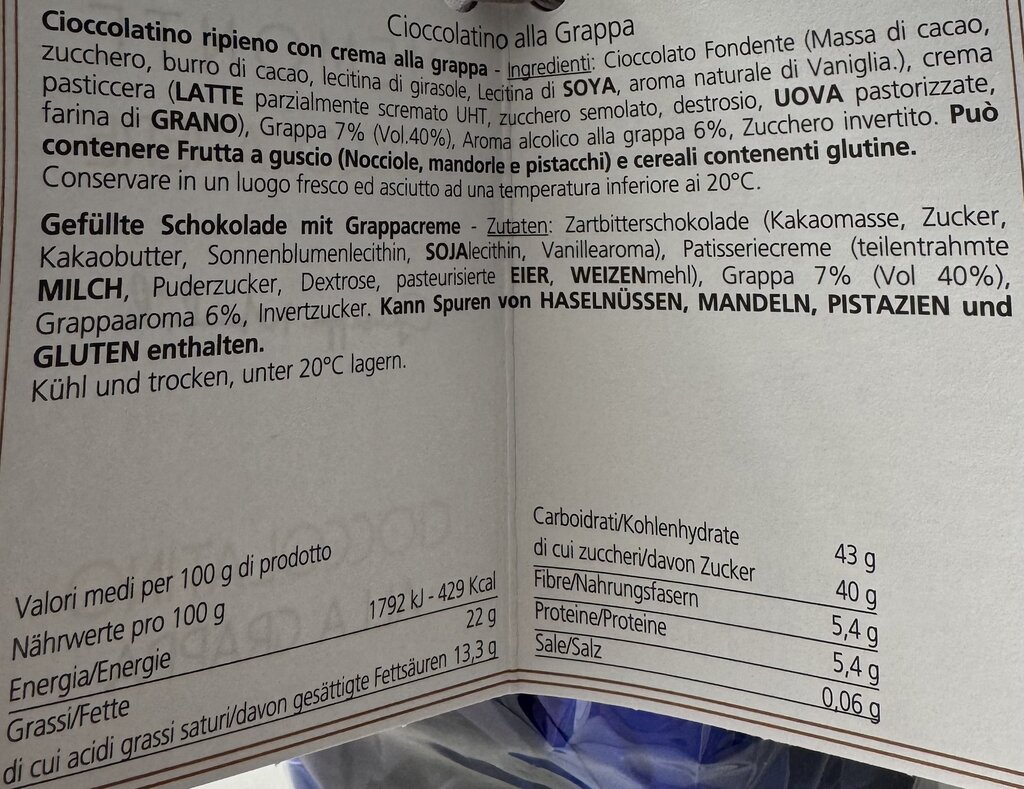 Cioccolatino alla Grappa
Cioccolatino ripieno con crema alla grappa - Ingredienti: Cioccolato Fondente (Massa di cacao,
zucchero, burro di cacao, lecitina di girasole, Lecitina di SOYA, aroma naturale di Vaniglia.), crema
pasticcera (LATTE parzialmente scremato UHT, zucchero semolato, destrosio, UOVA pastorizzate,
farina di GRANO), Grappa 7% (Vol.40%), Aroma alcolico alla grappa 6%, Zucchero invertito. Può
contenere Frutta a guscio (Nocciole, mandorle e pistacchi) e cereali contenenti glutine.
Conservare in un luogo fresco ed asciutto ad una temperatura inferiore ai 20°C.
Gefüllte Schokolade mit Grappacreme - Zutaten: Zartbitterschokolade (Kakaomasse, Zucker,
Kakaobutter, Sonnenblumenlecithin, SOJAlecithin, Vanillearoma), Patisseriecreme (teilentrahmte
MILCH, Puderzucker, Dextrose, pasteurisierte EIER, WEIZENmehl), Grappa 7% (Vol 40%),
Grappaaroma 6%, Invertzucker. Kann Spuren von HASELNÜSSEN, MANDELN, PISTAZIEN und
GLUTEN enthalten.
Kühl und trocken, unter 20°C lagern.
Valori medi per 100 g di prodotto
Nährwerte pro 100 g
Energia/Energie 1792 kJ - 429 Kcal
Grassi/Fette 22 g
di cui acidi grassi saturi/davon gesättigte Fettsäuren 13,3 g
Carboidrati/Kohlenhydrate 43 g
di cui zuccheri/davon Zucker 40 g
Fibre/Nahrungsfasern 5,4 g
Proteine/Proteine 5,4 g
Sale/Salz 0,06 g